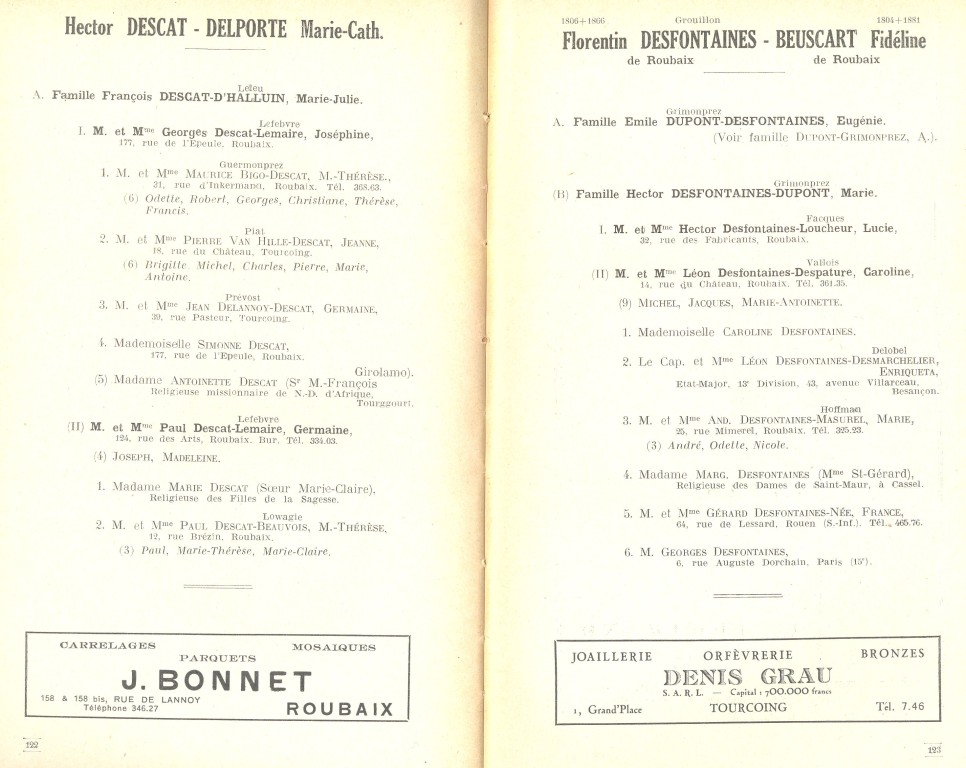 Hector DESCAT - DELPORTE Marie-Cath.
Lefeu
A. Famille François DESCAT-D'HALLUIN, Marie-Julie.
Lefebvre
I. M. et Mme Georges Descat-Lemaire, Joséphine,
177, rue de l'Epeule, Roubaix.
Guermonprez
1. M. et Mme MAURICE BIGO-DESCAT, M.-THÉRÈSE.,
31, rue d'Inkermann, Roubaix. Tél. 368.63.
(6) Odette, Robert, Georges, Christiane, Thérèse,
Francis.
Piat
2. M. et Mme PIERRE VAN HILLE-DESCAT, JEANNE,
18, rue du Château, Tourcoing.
(6) Brigitte Michel, Charles, Pierre, Marie,
Antoine.
Prévost
3. M. et Mme JEAN DELANNOY-DESCAT, GERMAINE,
39, rue Pasteur, Tourcoing.
4. Mademoiselle SIMONNE DESCAT,
177, rue de l'Epeule, Roubaix.
Girolamo).
(5) Madame ANTOINETTE DESCAT (Sr M.-François
Religieuse missionnaire de N.-D. d'Afrique,
Touggourt.
Lefebvre
(II) M. et Mme Paul Descat-Lemaire, Germaine,
124, rue des Arts, Roubaix. Bur. Tél. 334.03.
(4) JOSEPH, MADELEINE.
1. Madame MARIE DESCAT (Sœur Marie-Claire),
Religieuse des Filles de la Sagesse.
Lowagie
2. M. et Mme PAUL DESCAT-BEAUVOIS, M.-THÉRÈSE,
12, rue Brézin, Roubaix.
(3) Paul, Marie-Thérèse, Marie-Claire.
CARRELAGES MOSAIQUES
PARQUETS
J. BONNET
158 & 158 bis, RUE DE LANNOY
Téléphone 346.27
ROUBAIX
122
1806+1866 Grouillon 1804+1881
Florentin DESFONTAINES - BEUSCART Fidéline
de Roubaix de Roubaix
Grimonprez
A. Famille Emile DUPONT-DESFONTAINES, Eugénie.
(Voir famille DUPONT-GRIMONPREZ, A.).
Grimonprez
(B) Famille Hector DESFONTAINES-DUPONT, Marie.
Facques
I. M. et Mme Hector Desfontaines-Loucheur, Lucie,
32, rue des Fabricants, Roubaix.
Vallois
(II) M. et Mme Léon Desfontaines-Despature, Caroline,
14, rue du Château, Roubaix. Tél. 361.35.
(9) MICHEL, JACQUES, MARIE-ANTOINETTE.
1. Mademoiselle CAROLINE DESFONTAINES.
Delobel
2. Le Cap. et Mme LÉON DESFONTAINES-DESMARCHELIER,
ENRIQUETA,
Etat-Major, 13e Division, 43, avenue Villarceau,
Besançon.
Hoffman
3. M. et Mme AND. DESFONTAINES-MASUREL, MARIE,
25, rue Mimerel, Roubaix. Tél. 325.23.
(3) André, Odette, Nicole.
4. Madame MARG. DESFONTAINES (Mme St-Gérard),
Religieuse des Dames de Saint-Maur, à Cassel.
5. M. et Mme GÉRARD DESFONTAINES-NÉE, FRANCE,
64, rue de Lessard, Rouen (S.-Inf.). Tél. 465.76.
6. M. GEORGES DESFONTAINES,
6, rue Auguste Dorchain, Paris (15e).
JOAILLERIE ORFÈVRERIE BRONZES
DENIS GRAU
S. A. R. L. — Capital : 700.000 francs
1, Grand'Place TOURCOING Tél. 7.46
123